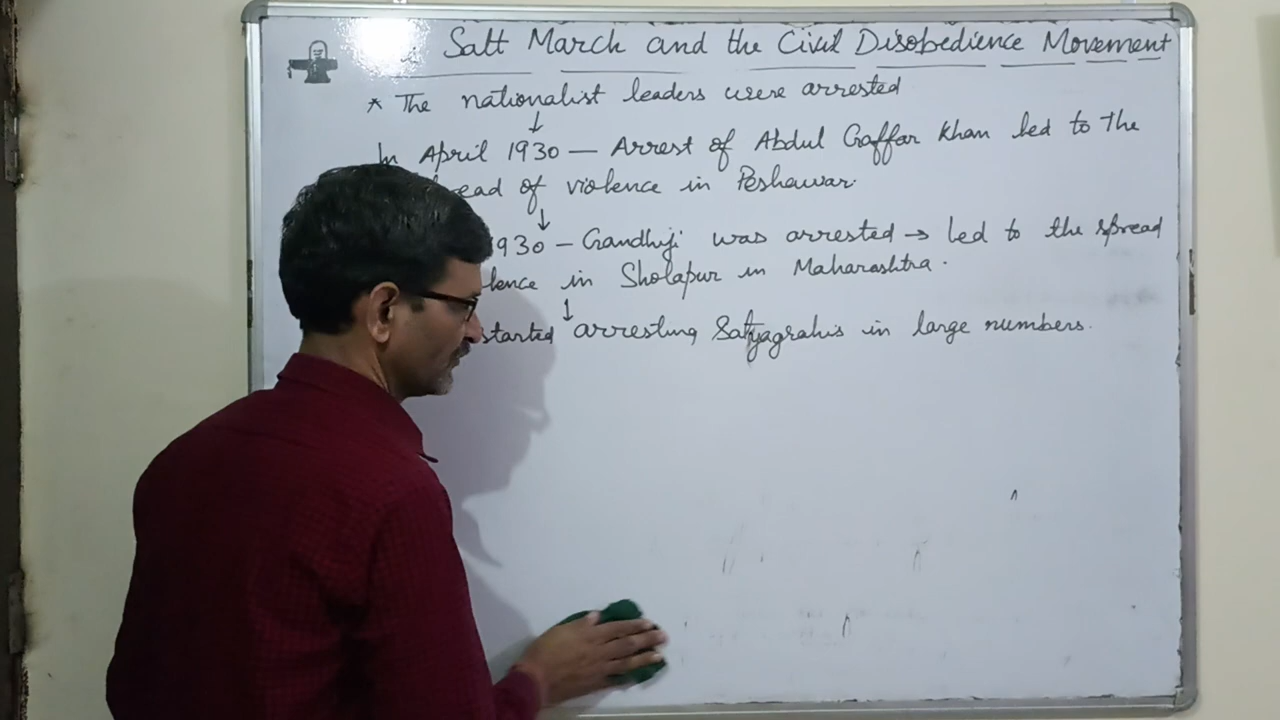 Salt March and the Civil Disobedience Movement
* The nationalist leaders were arrested
↓
In April 1930 — Arrest of Abdul Gaffar Khan led to the
of violence in Peshawar.
↓
930 — Gandhiji was arrested → led to the spread
in Sholapur in Maharashtra.
↓
started arresting Satyagrahis in large numbers.